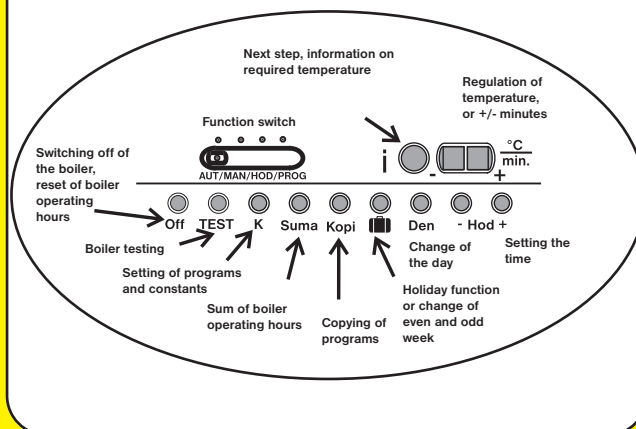 Next step, information on
required temperature
Regulation of
temperature,
or +/- minutes
Function switch
Switching off of
the boiler,
reset of boiler
operating
hours
AUT/MAN/HOD/PROG
i
- +
°C
min.
Off TEST K Suma Kopi Den - Hod +
Boiler testing
Setting of programs
and constants
Sum of boiler
operating hours
Copying of
programs
Holiday function
or change of
even and odd
week
Change of
the day
Setting the
time